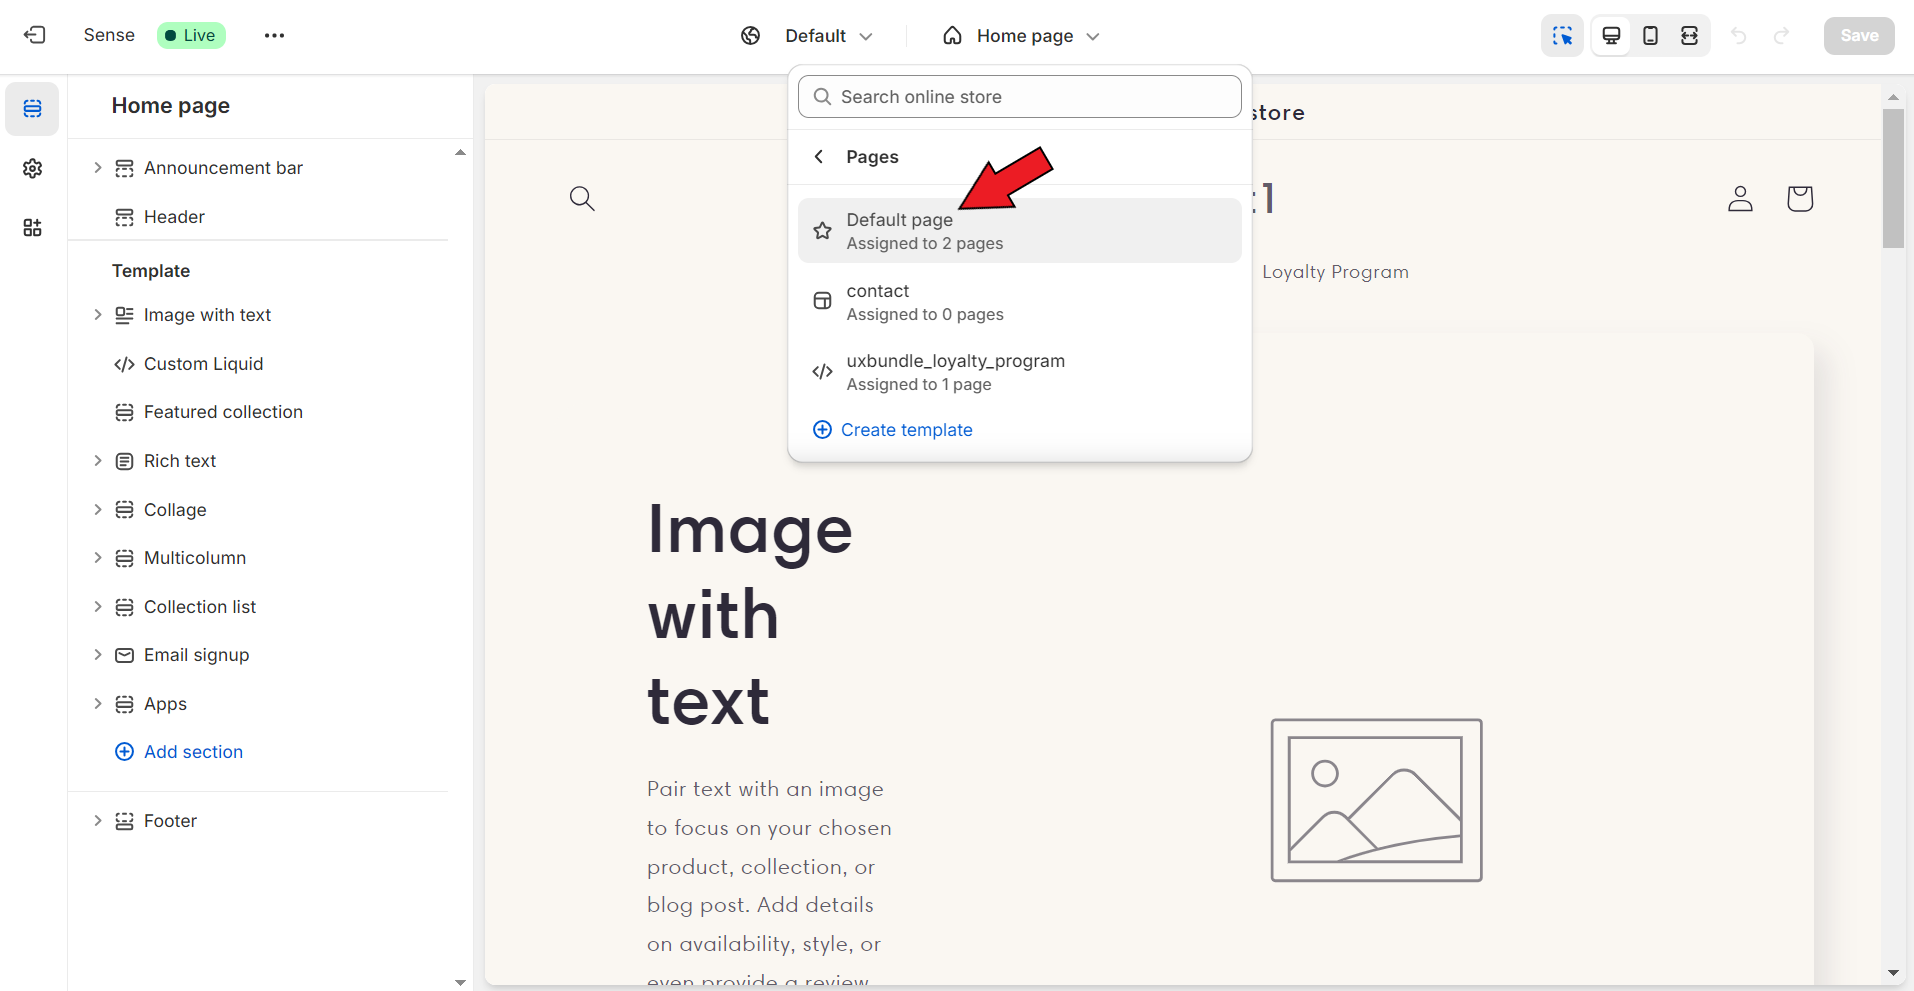 Sense
Live
Default
Home page
Save
Home page
Announcement bar
Header
Template
Image with text
Custom Liquid
Featured collection
Rich text
Collage
Multicolumn
Collection list
Email signup
Apps
Add section
Footer
Search online store
Pages
Default page
Assigned to 2 pages
contact
Assigned to 0 pages
uxbundle_loyalty_program
Assigned to 1 page
Create template
store
Loyalty Program
Image
with
text
Pair text with an image
to focus on your chosen
product, collection, or
blog post. Add details
on availability, style, or
even provide a review